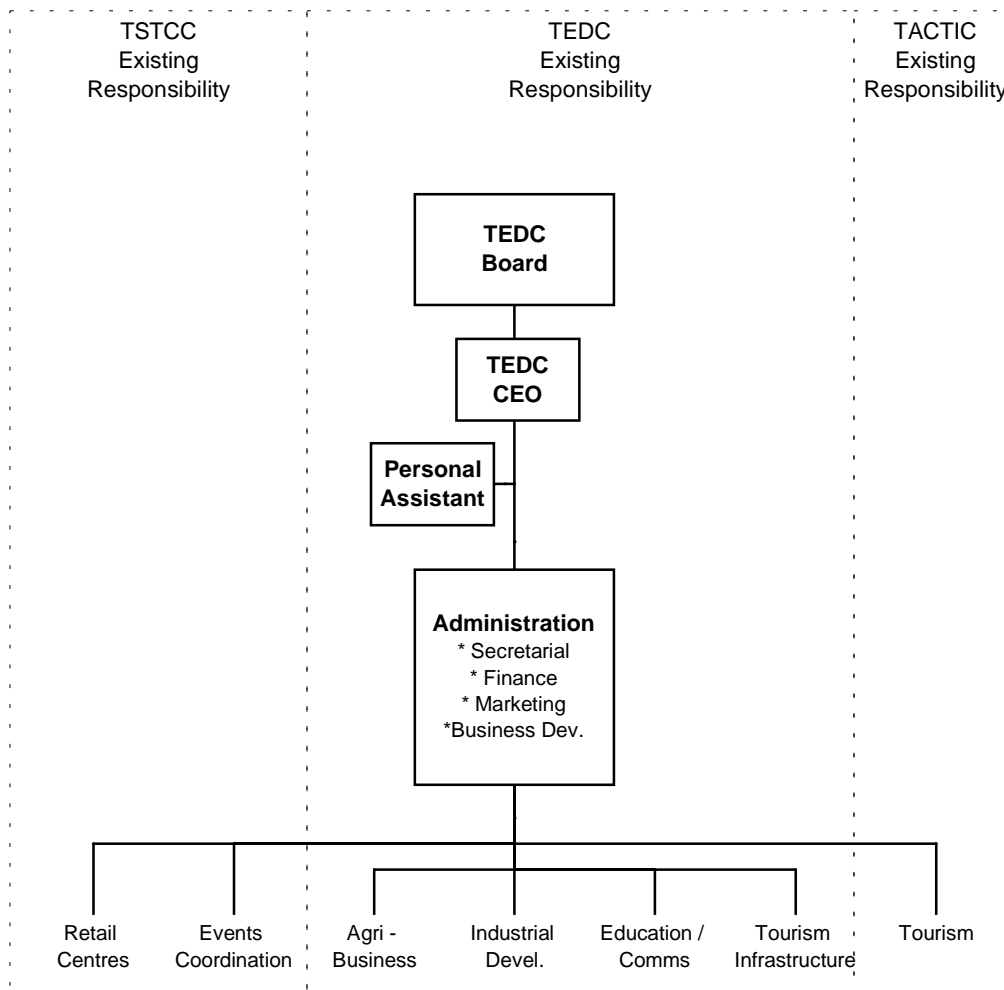 TSTCC
Existing
Responsibility
TEDC
Existing
Responsibility
TACTIC
Existing
Responsibility
TEDC
Board
TEDC
CEO
Personal
Assistant
Administration
* Secretarial
* Finance
* Marketing
*Business Dev.
Retail
Centres
Events
Coordination
Agri -
Business
Industrial
Devel.
Education /
Comms
Tourism
Infrastructure
Tourism